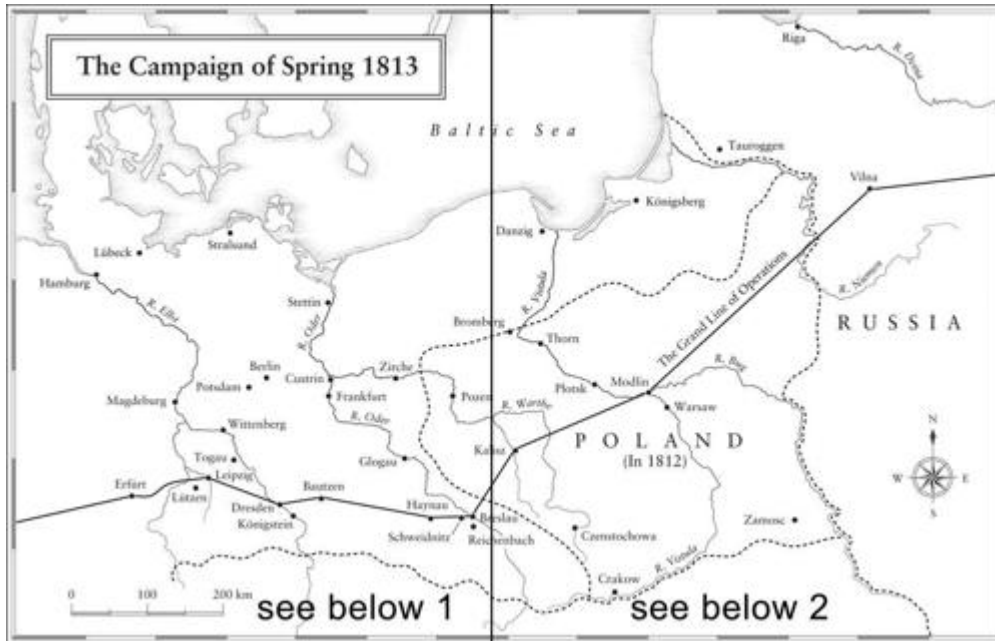 The Campaign of Spring 1813
Riga
R. Dvina
Baltic Sea
Tauroggen
Vilna
Königsberg
Danzig
Stralsund
Lübeck
Hamburg
R. Elbe
Stettin
R. Oder
R. Vistula
R. Niemen
RUSSIA
The Grand Line of Operations
Bromberg
Thorn
Berlin
Potsdam
Custrin
Zirche
Frankfurt
Pozen
Plotsk
Modlin
R. Bug
Warsaw
Magdeburg
Wittenberg
R. Oder
R. Warthe
Kalisz
POLAND
(In 1812)
Torgau
Glogau
Leipzig
Erfurt
Lützen
Bautzen
Dresden
Königstein
Haynau
Breslau
Schweidnitz
Reichenbach
Czenstochowa
Zamosc
R. Vistula
Crakow
N
W
E
S
0
100
200 km
see below 1
see below 2